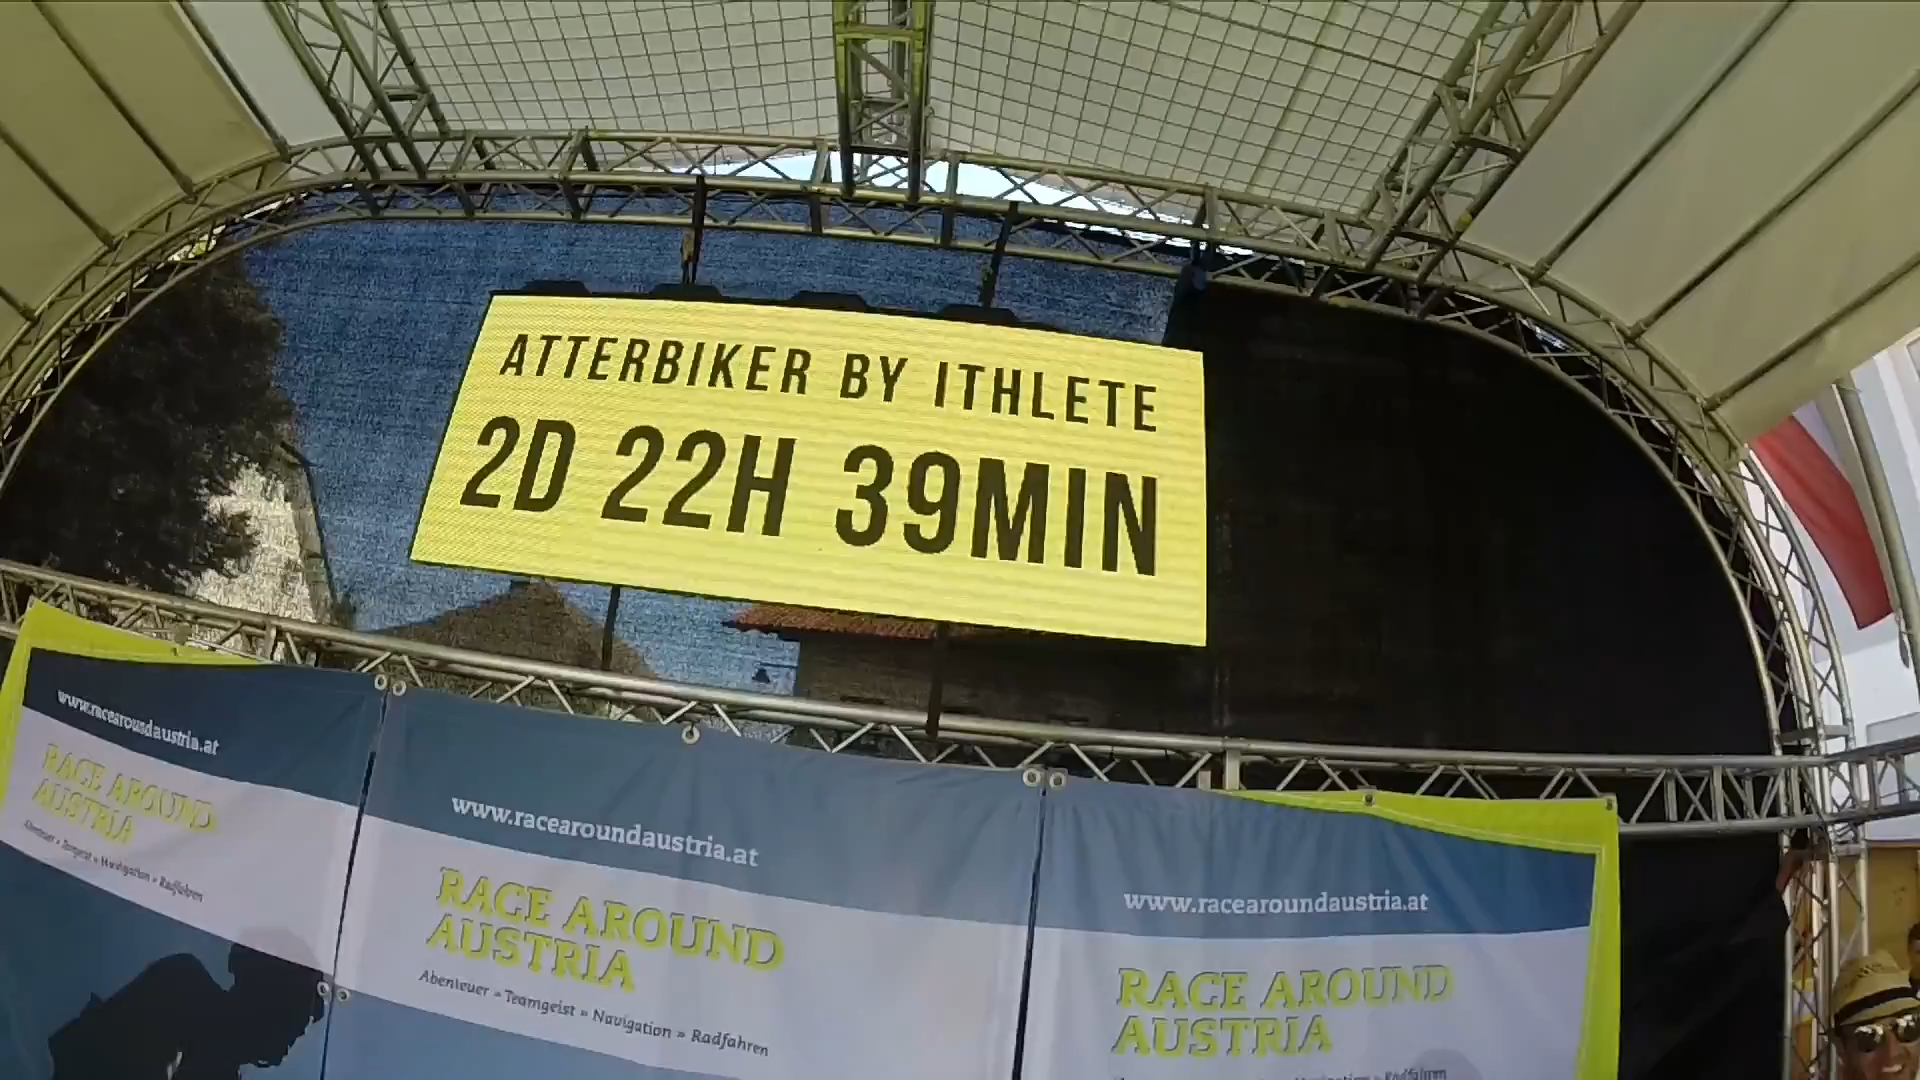 ATTERBIKER BY ITHLETE
2D 22H 39MIN
www.racearoundaustria.at
RACE AROUND
AUSTRIA
Abenteuer » Teamgeist » Navigation » Radfahren
www.racearoundaustria.at
RACE AROUND
AUSTRIA
Abenteuer » Teamgeist » Navigation » Radfahren
www.racearoundaustria.at
RACE AROUND
AUSTRIA
Radfahren